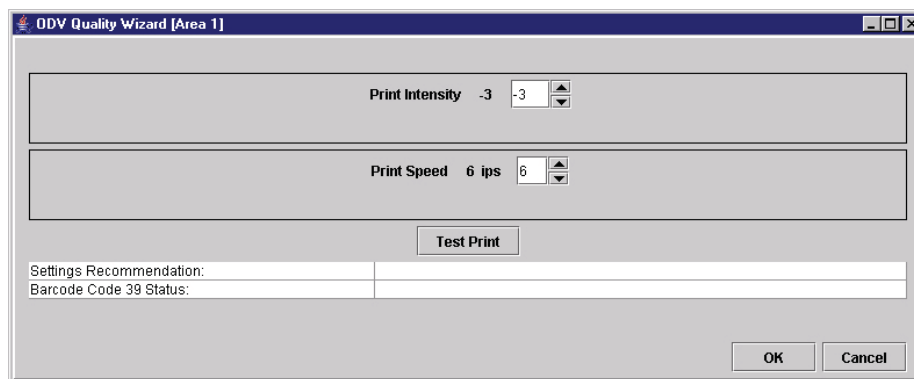 ODV Quality Wizard [Area 1]
Print Intensity -3 -3
Print Speed 6 ips 6
Test Print
Settings Recommendation:
Barcode Code 39 Status:
OK Cancel